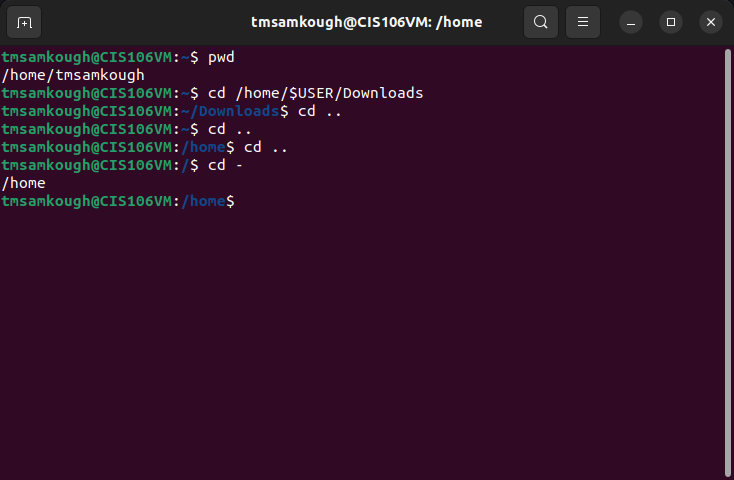 tmsamkough@CIS106VM: /home
tmsamkough@CIS106VM:~$ pwd
/home/tmsamkough
tmsamkough@CIS106VM:~$ cd /home/$USER/Downloads
tmsamkough@CIS106VM:~/Downloads$ cd ..
tmsamkough@CIS106VM:~$ cd ..
tmsamkough@CIS106VM:/home$ cd ..
tmsamkough@CIS106VM:/$ cd -
/home
tmsamkough@CIS106VM:/home$